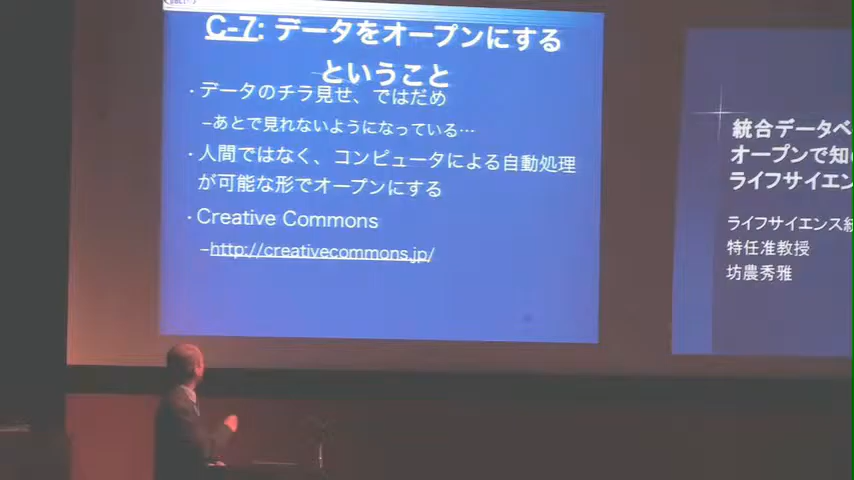 C-7: データをオープンにする
ということ
・データのチラ見せ、ではだめ
–あとで見れないようになっている…
・人間ではなく、コンピュータによる自動処理
が可能な形でオープンにする
・Creative Commons
–http://creativecommons.jp/
統合データベ
オープンで知
ライフサイエン
ライフサイエンス統
特任准教授
坊農秀雅